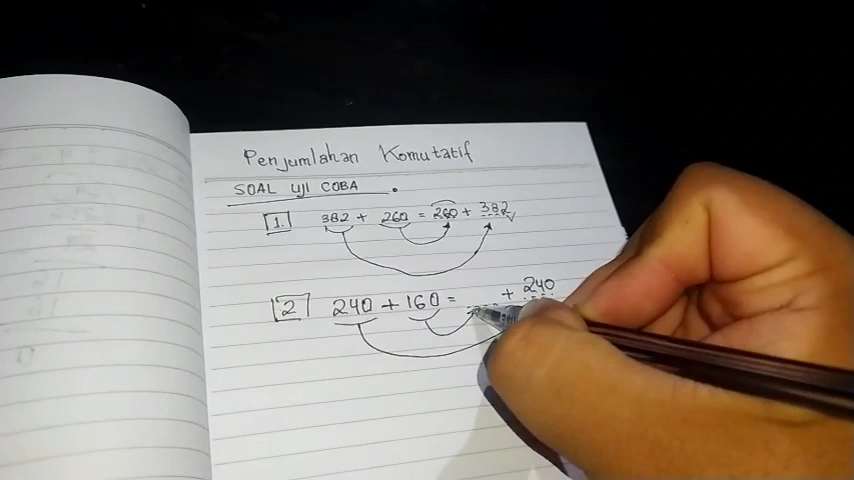 Penjumlahan Komutatif
SOAL UJI COBA.
1. 382 + 260 = 260 + 382
2 240 + 160 = ... + 240